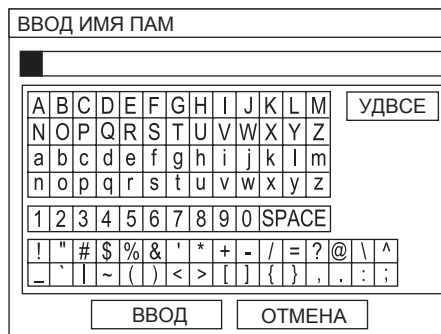 ВВОД ИМЯ ПАМ
A B C D E F G H I J K L M УДВСЕ
N O P Q R S T U V W X Y Z
a b c d e f g h i j k l m
n o p q r s t u v w x y z
1 2 3 4 5 6 7 8 9 0 SPACE
! " # $ % & ' * + - / = ? @ \ ^
_ ` | ~ ( ) < > [ ] { } , . : ;
ВВОД ОТМЕНА